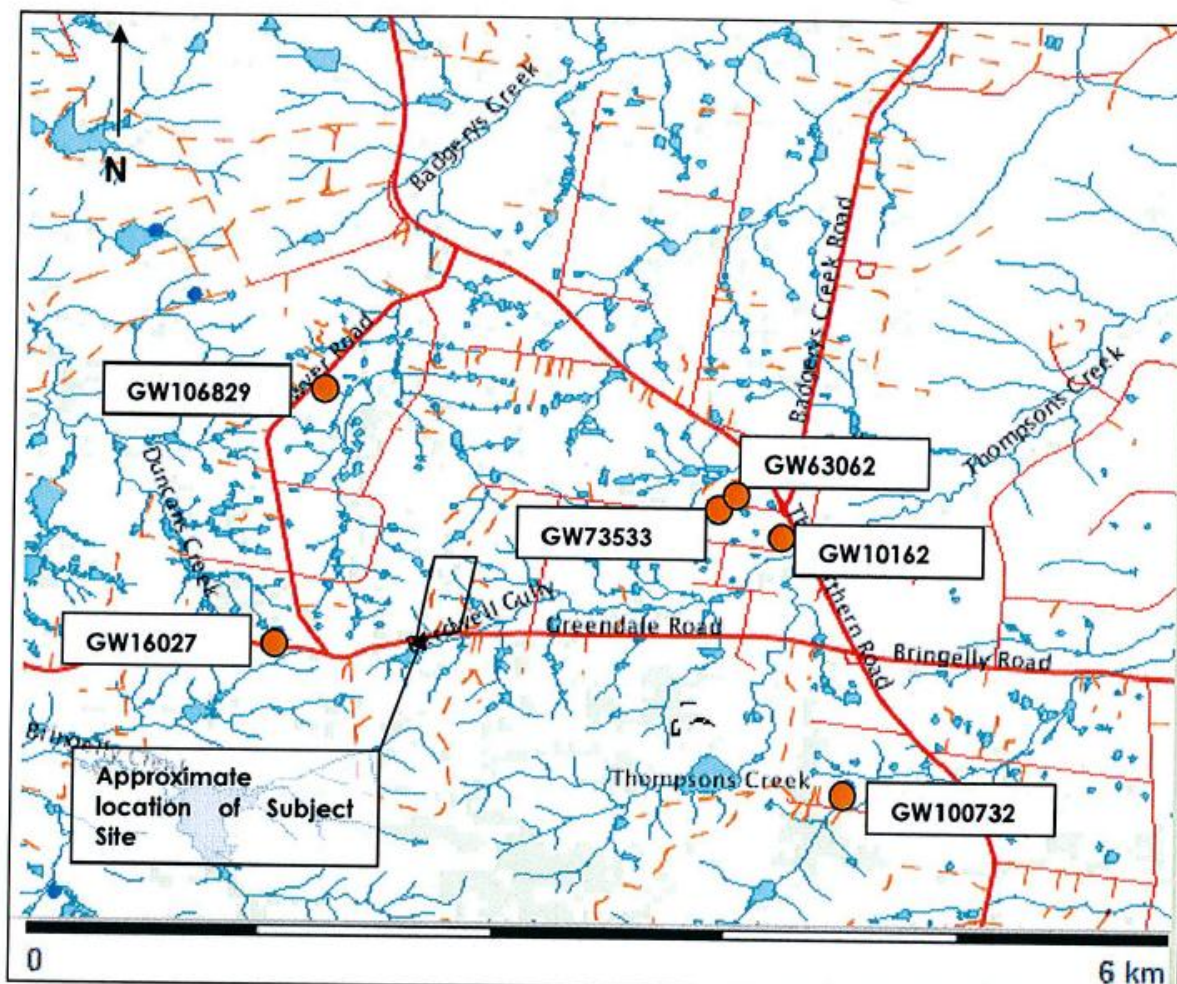 N
Badgerys Creek
Badgerys Creek Road
Thompsons Creek
Road
GW106829
GW63062
Duncans Creek
GW73533
GW10162
Gully
GW16027
Greendale Road
Bringelly Road
Approximate
location of Subject
Site
Thompsons Creek
GW100732
0
6 km